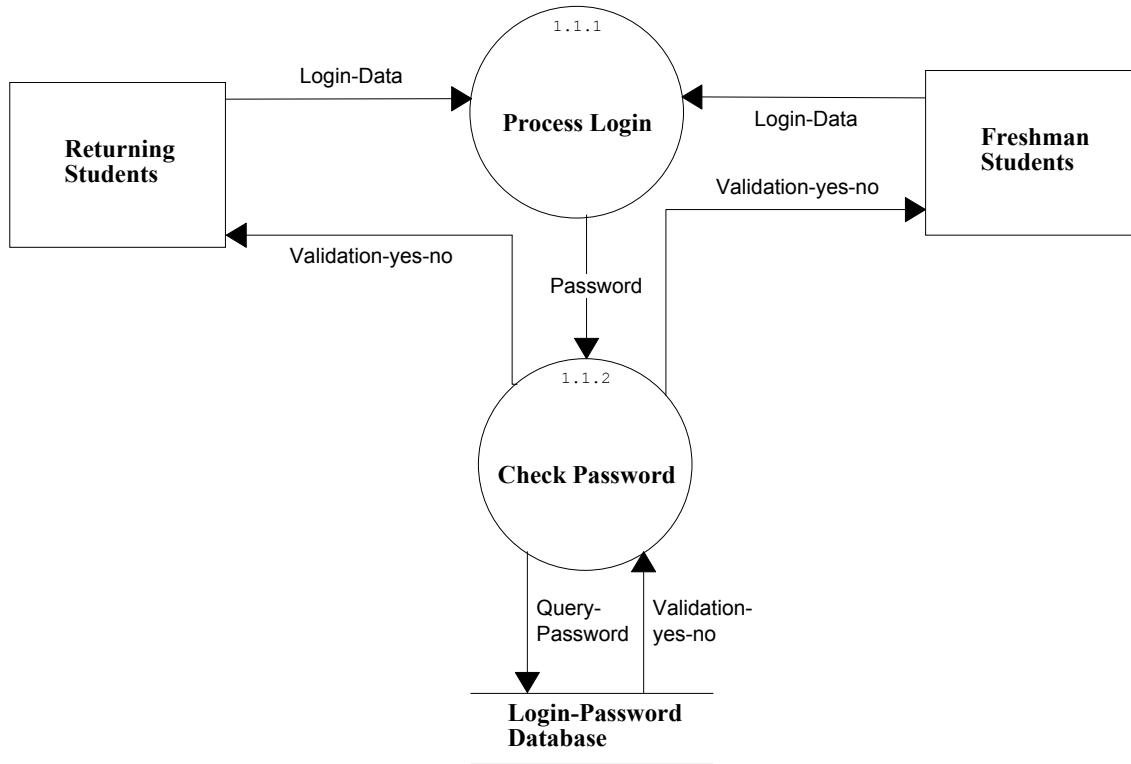 1.1.1
Login-Data
Process Login
Login-Data
Returning
Students
Freshman
Students
Validation-yes-no
Validation-yes-no
Password
1.1.2
Check Password
Query-
Password
Validation-
yes-no
Login-Password
Database